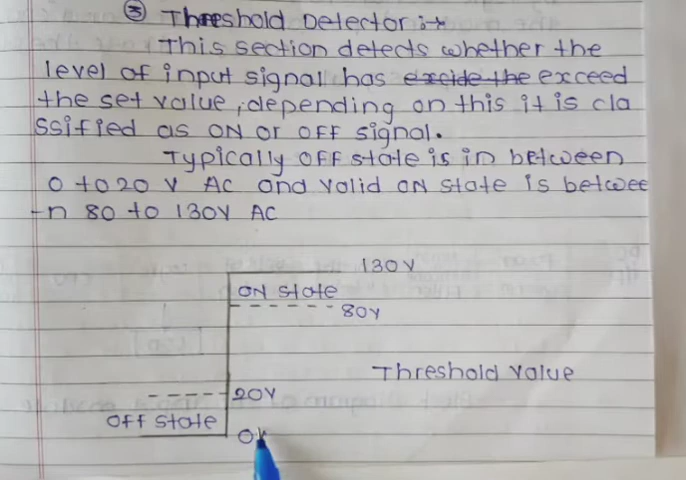 ③ Threshold Detector :-x
This section detects whether the
level of input signal has excide the exceed
the set value, depending on this it is cla
ssified as ON or OFF signal.
Typically OFF state is in between
0 to 20 V AC and valid ON state is betwee
-n 80 to 130V AC
130V
ON state
80V
Threshold value
20V
OFF state
0V